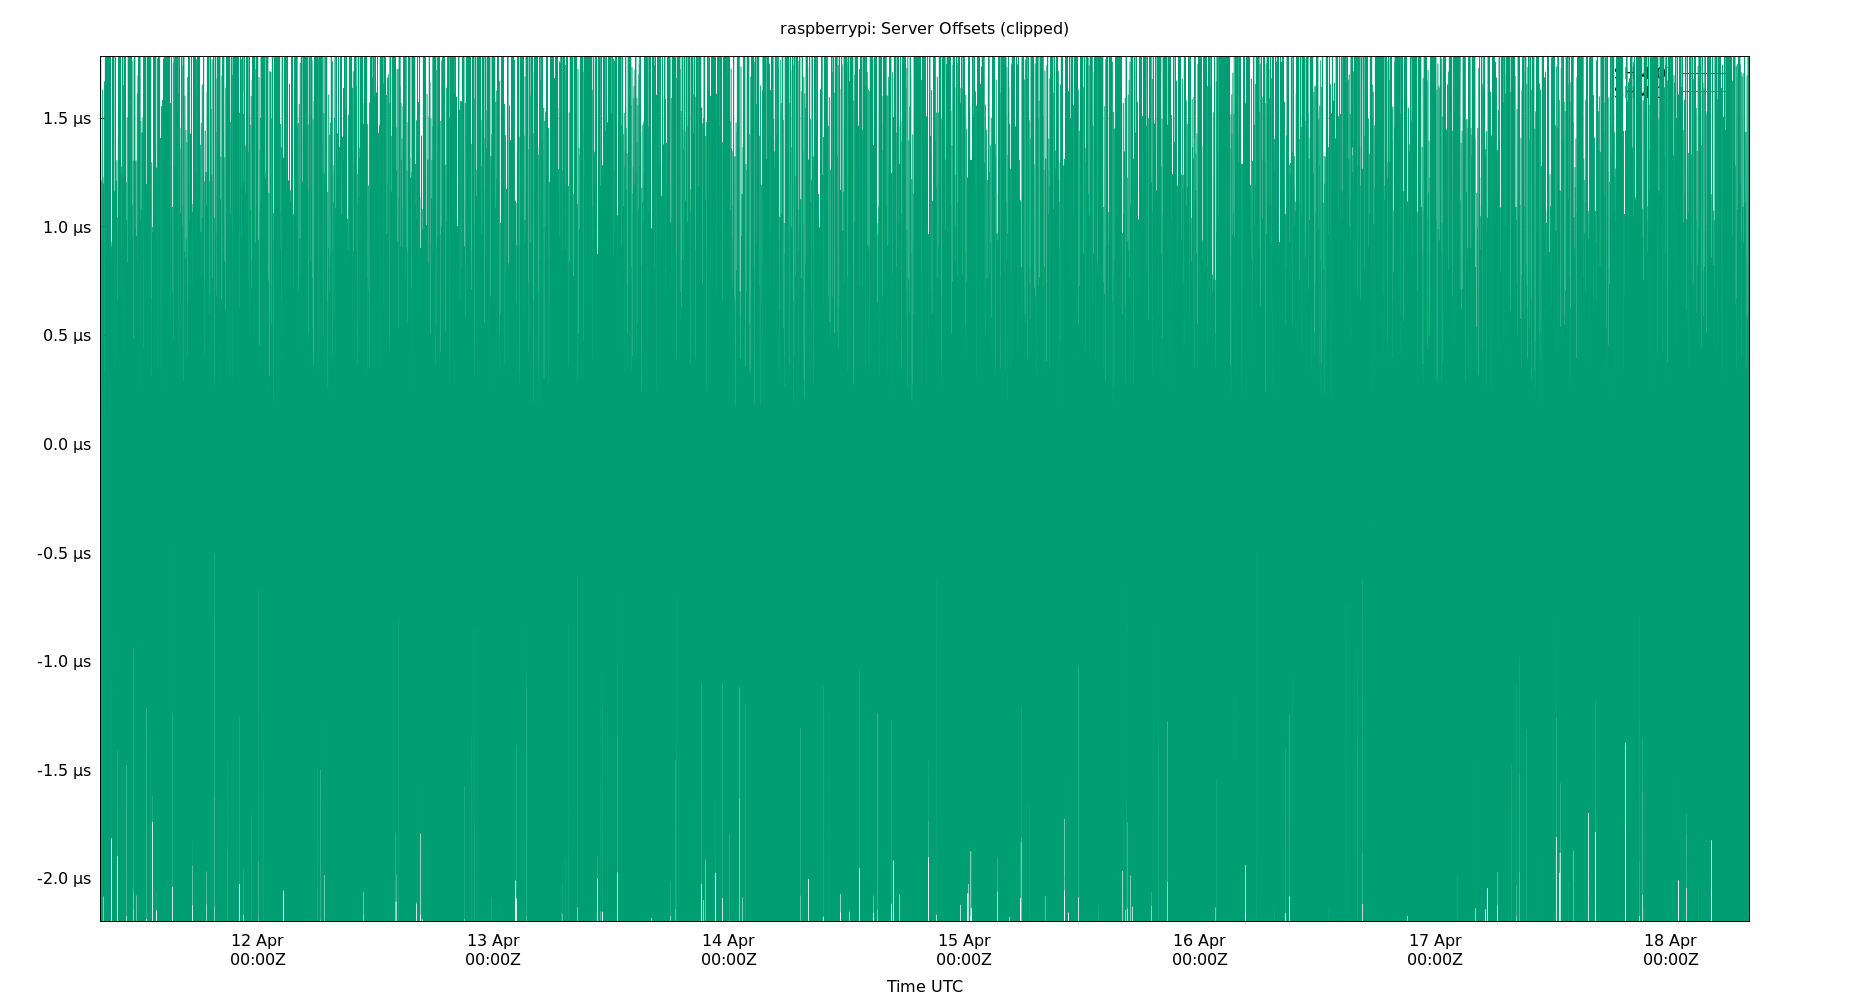 raspberrypi: Server Offsets (clipped)
1.5 µs
1.0 µs
0.5 µs
0.0 µs
-0.5 µs
-1.0 µs
-1.5 µs
-2.0 µs
12 Apr 13 Apr 14 Apr 15 Apr 16 Apr 17 Apr 18 Apr
00:00Z 00:00Z 00:00Z 00:00Z 00:00Z 00:00Z 00:00Z
Time UTC